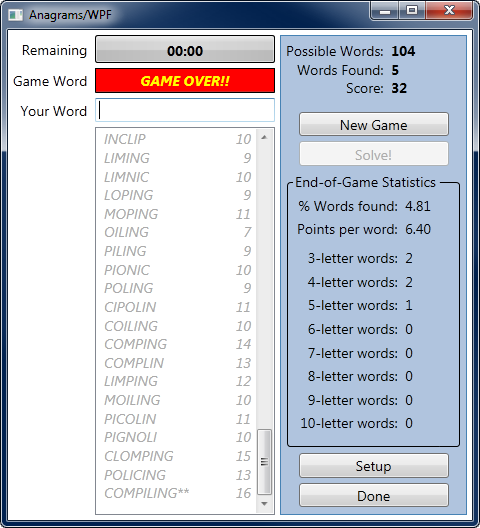 Anagrams/WPF
Remaining 00:00
Game Word GAME OVER!!
Your Word
INCLIP 10
LIMING 9
LIMNIC 10
LOPING 9
MOPING 11
OILING 7
PILING 9
PIONIC 10
POLING 9
CIPOLIN 11
COILING 10
COMPING 14
COMPLIN 13
LIMPING 12
MOILING 10
PICOLIN 11
PIGNOLI 10
CLOMPING 15
POLICING 13
COMPILING** 16
Possible Words: 104
Words Found: 5
Score: 32
New Game
Solve!
End-of-Game Statistics
% Words found: 4.81
Points per word: 6.40
3-letter words: 2
4-letter words: 2
5-letter words: 1
6-letter words: 0
7-letter words: 0
8-letter words: 0
9-letter words: 0
10-letter words: 0
Setup
Done